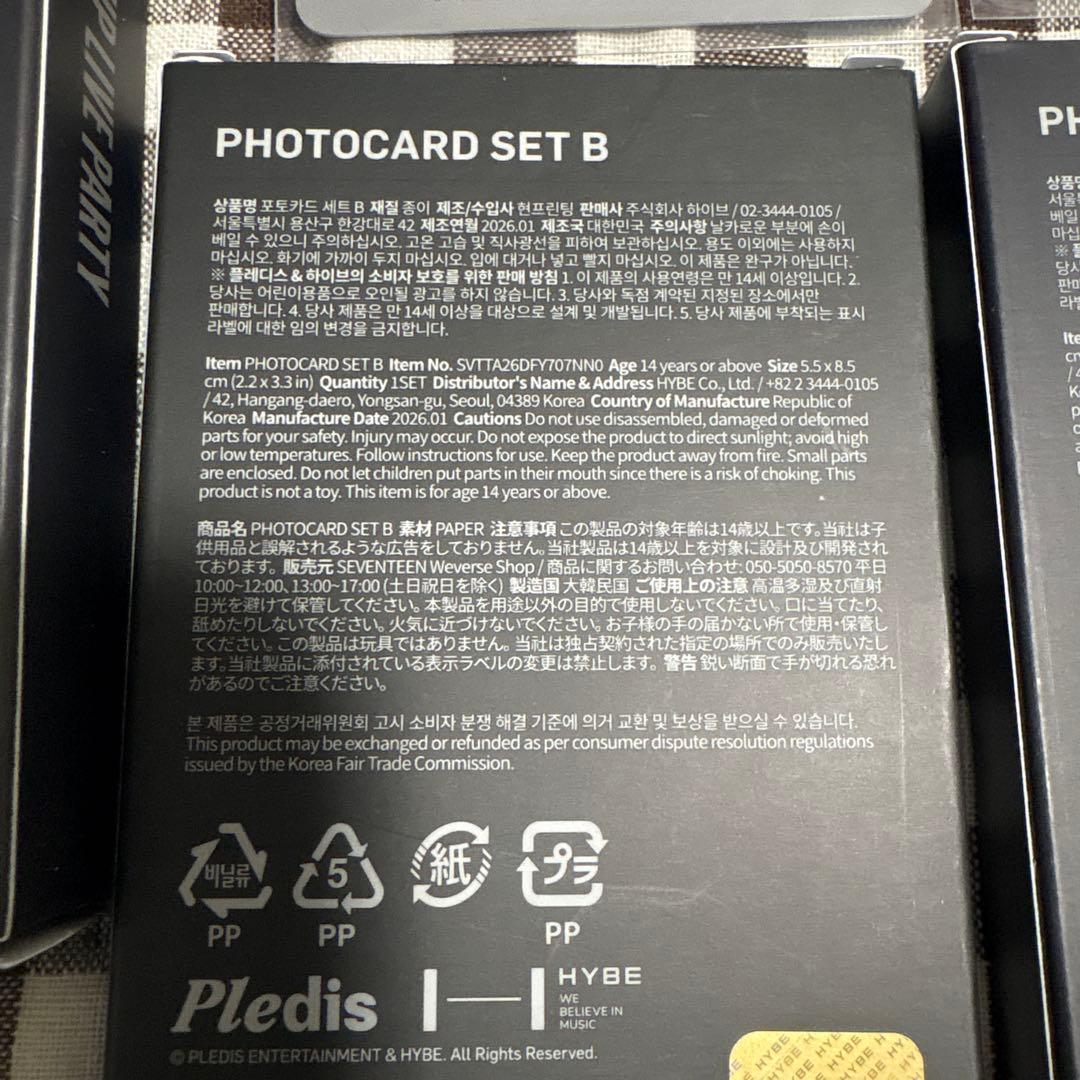 P LIVE PARTY
PHOTOCARD SET B
상품명 포토카드 세트 B 재질 종이 제조/수입사 현프린팅 판매사 주식회사 하이브 / 02-3444-0105 /
서울특별시 용산구 한강대로 42 제조연월 2026.01 제조국 대한민국 주의사항 날카로운 부분에 손이
베일 수 있으니 주의하십시오. 고온 고습 및 직사광선을 피하여 보관하십시오. 용도 이외에는 사용하지
마십시오. 화기에 가까이 두지 마십시오. 입에 대거나 넣고 빨지 마십시오. 이 제품은 완구가 아닙니다.
※ 플레디스 & 하이브의 소비자 보호를 위한 판매 방침 1. 이 제품의 사용연령은 만 14세 이상입니다. 2.
당사는 어린이용품으로 오인될 광고를 하지 않습니다. 3. 당사와 독점 계약된 지정된 장소에서만
판매합니다. 4. 당사 제품은 만 14세 이상을 대상으로 설계 및 개발됩니다. 5. 당사 제품에 부착되는 표시
라벨에 대한 임의 변경을 금지합니다.
Item PHOTOCARD SET B Item No. SVTTA26DFY707NN0 Age 14 years or above Size 5.5 x 8.5
cm (2.2 x 3.3 in) Quantity 1SET Distributor's Name & Address HYBE Co., Ltd. / +82 2 3444-0105
/ 42, Hangang-daero, Yongsan-gu, Seoul, 04389 Korea Country of Manufacture Republic of
Korea Manufacture Date 2026.01 Cautions Do not use disassembled, damaged or deformed
parts for your safety. Injury may occur. Do not expose the product to direct sunlight; avoid high
or low temperatures. Follow instructions for use. Keep the product away from fire. Small parts
are enclosed. Do not let children put parts in their mouth since there is a risk of choking. This
product is not a toy. This item is for age 14 years or above.
商品名 PHOTOCARD SET B 素材 PAPER 注意事項 この製品の対象年齢は14歳以上です。当社は子
供用品と誤解されるような広告をしておりません。当社製品は14歳以上を対象に設計及び開発され
ております。 販売元 SEVENTEEN Weverse Shop / 商品に関するお問い合わせ: 050-5050-8570 平日
10:00~12:00、13:00~17:00 (土日祝日を除く) 製造国 大韓民国 ご使用上の注意 高温多湿及び直射
日光を避けて保管してください。本製品を用途以外の目的で使用しないでください。口に当てたり、
舐めたりしないでください。火気に近づけないでください。お子様の手の届かない所で使用・保管し
てください。この製品は玩具ではありません。当社は独占契約された指定の場所でのみ販売いたし
ます。当社製品に添付されている表示ラベルの変更は禁止します。 警告 鋭い断面で手が切れる恐れ
があるのでご注意ください。
본 제품은 공정거래위원회 고시 소비자 분쟁 해결 기준에 의거 교환 및 보상을 받으실 수 있습니다.
This product may be exchanged or refunded as per consumer dispute resolution regulations
issued by the Korea Fair Trade Commission.
비닐류 5 紙 プラ
PP PP PP
Pledis HYBE
WE
BELIEVE IN
MUSIC
© PLEDIS ENTERTAINMENT & HYBE. All Rights Reserved.
HYBE HYBE HYBE
PH
상품명
서울특